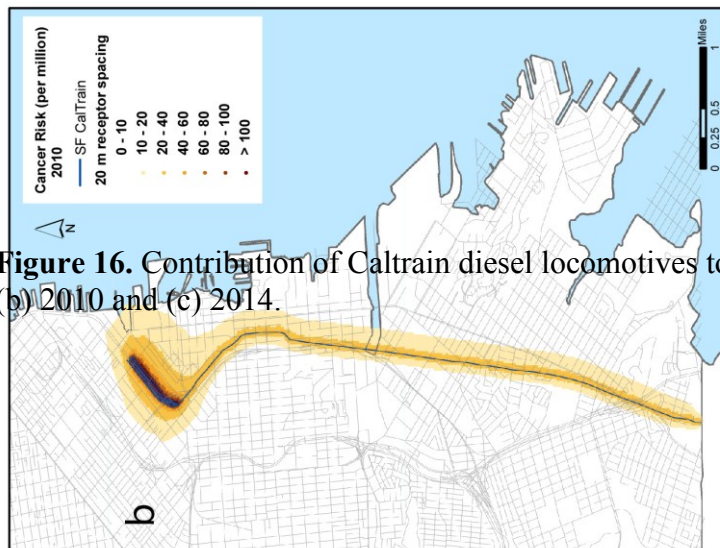 Cancer Risk (per million)
2010
SF CalTrain
20 m receptor spacing
0 - 10
10 - 20
20 - 40
40 - 60
60 - 80
80 - 100
> 100
N
Figure 16. Contribution of Caltrain diesel locomotives to
(b) 2010 and (c) 2014.
b
Miles
0 0.25 0.5 1